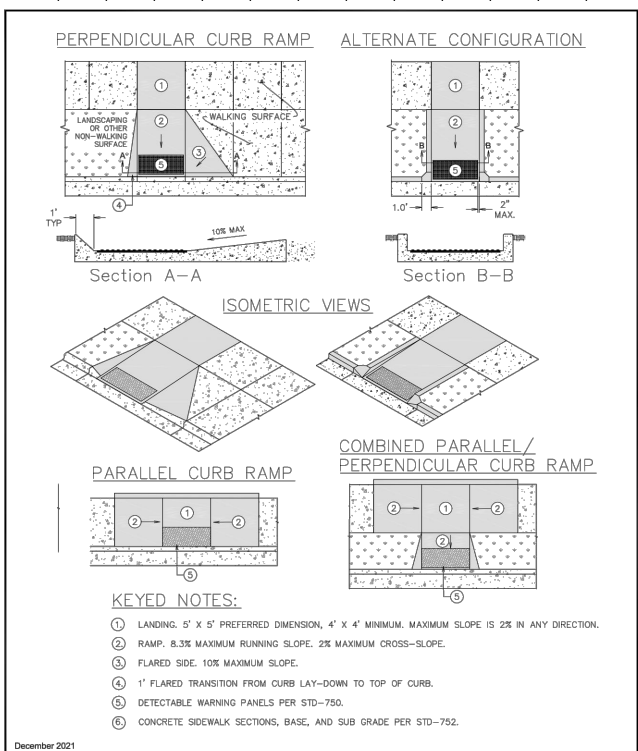 PERPENDICULAR CURB RAMP
ALTERNATE CONFIGURATION
1
2
LANDSCAPING
OR OTHER
NON-WALKING
SURFACE
WALKING SURFACE
A
3
A
5
4
1
2
B
B
5
1.0'
2"
MAX.
1'
TYP
10% MAX
Section A-A
Section B-B
ISOMETRIC VIEWS
PARALLEL CURB RAMP
2
1
2
5
COMBINED PARALLEL/
PERPENDICULAR CURB RAMP
2
1
2
2
5
KEYED NOTES:
1. LANDING. 5' X 5' PREFERRED DIMENSION, 4' X 4' MINIMUM. MAXIMUM SLOPE IS 2% IN ANY DIRECTION.
2. RAMP. 8.3% MAXIMUM RUNNING SLOPE. 2% MAXIMUM CROSS-SLOPE.
3. FLARED SIDE. 10% MAXIMUM SLOPE.
4. 1' FLARED TRANSITION FROM CURB LAY-DOWN TO TOP OF CURB.
5. DETECTABLE WARNING PANELS PER STD-750.
6. CONCRETE SIDEWALK SECTIONS, BASE, AND SUB GRADE PER STD-752.
December 2021